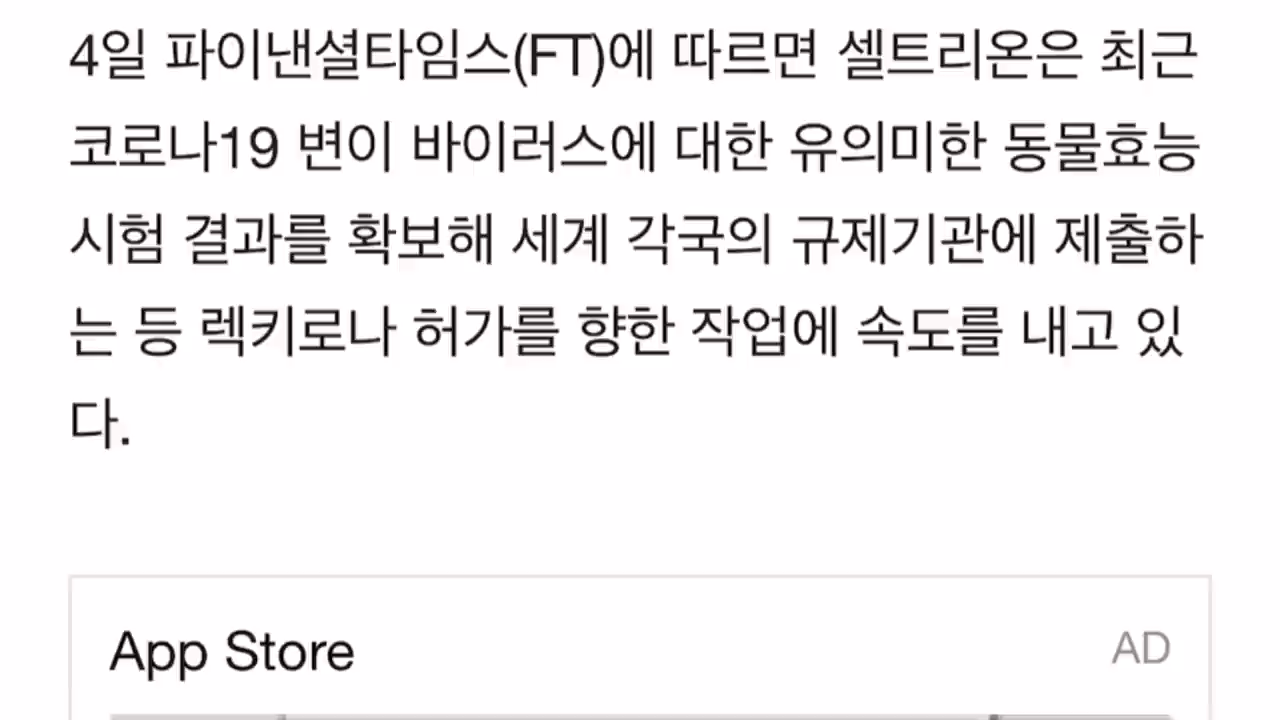 4일 파이낸셜타임스(FT)에 따르면 셀트리온은 최근
코로나19 변이 바이러스에 대한 유의미한 동물효능
시험 결과를 확보해 세계 각국의 규제기관에 제출하
는 등 렉키로나 허가를 향한 작업에 속도를 내고 있
다.
App Store
AD